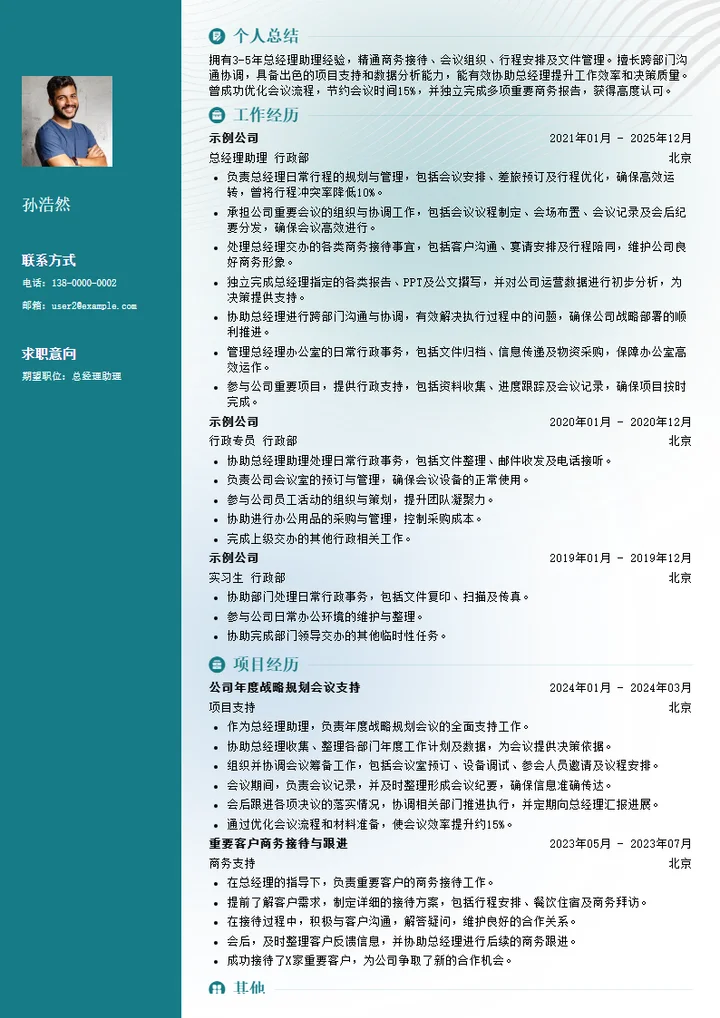 孙浩然
联系方式
电话：138-0000-0002
邮箱：user2@example.com
求职意向
期望职位：总经理助理
个人总结
拥有3-5年总经理助理经验，精通商务接待、会议组织、行程安排及文件管理。擅长跨部门沟
通协调，具备出色的项目支持和数据分析能力，能有效协助总经理提升工作效率和决策质量。
曾成功优化会议流程，节约会议时间15%，并独立完成多项重要商务报告，获得高度认可。
工作经历
示例公司 2021年01月 - 2025年12月
总经理助理 行政部 北京
• 负责总经理日常行程的规划与管理，包括会议安排、差旅预订及行程优化，确保高效运
转，曾将行程冲突率降低10%。
• 承担公司重要会议的组织与协调工作，包括会议议程制定、会场布置、会议记录及会后纪
要分发，确保会议高效进行。
• 处理总经理交办的各类商务接待事宜，包括客户沟通、宴请安排及行程陪同，维护公司良
好商务形象。
• 独立完成总经理指定的各类报告、PPT及公文撰写，并对公司运营数据进行初步分析，为
决策提供支持。
• 协助总经理进行跨部门沟通与协调，有效解决执行过程中的问题，确保公司战略部署的顺
利推进。
• 管理总经理办公室的日常行政事务，包括文件归档、信息传递及物资采购，保障办公室高
效运作。
• 参与公司重要项目，提供行政支持，包括资料收集、进度跟踪及会议记录，确保项目按时
完成。
示例公司 2020年01月 - 2020年12月
行政专员 行政部 北京
• 协助总经理助理处理日常行政事务，包括文件整理、邮件收发及电话接听。
• 负责公司会议室的预订与管理，确保会议设备的正常使用。
• 参与公司员工活动的组织与策划，提升团队凝聚力。
• 协助进行办公用品的采购与管理，控制采购成本。
• 完成上级交办的其他行政相关工作。
示例公司 2019年01月 - 2019年12月
实习生 行政部 北京
• 协助部门处理日常行政事务，包括文件复印、扫描及传真。
• 参与公司日常办公环境的维护与整理。
• 协助完成部门领导交办的其他临时性任务。
项目经历
公司年度战略规划会议支持 2024年01月 - 2024年03月
项目支持 北京
• 作为总经理助理，负责年度战略规划会议的全面支持工作。
• 协助总经理收集、整理各部门年度工作计划及数据，为会议提供决策依据。
• 组织并协调会议筹备工作，包括会议室预订、设备调试、参会人员邀请及议程安排。
• 会议期间，负责会议记录，并及时整理形成会议纪要，确保信息准确传达。
• 会后跟进各项决议的落实情况，协调相关部门推进执行，并定期向总经理汇报进展。
• 通过优化会议流程和材料准备，使会议效率提升约15%。
重要客户商务接待与跟进 2023年05月 - 2023年07月
商务支持 北京
• 在总经理的指导下，负责重要客户的商务接待工作。
• 提前了解客户需求，制定详细的接待方案，包括行程安排、餐饮住宿及商务拜访。
• 在接待过程中，积极与客户沟通，解答疑问，维护良好的合作关系。
• 会后，及时整理客户反馈信息，并协助总经理进行后续的商务跟进。
• 成功接待了X家重要客户，为公司争取了新的合作机会。
其他